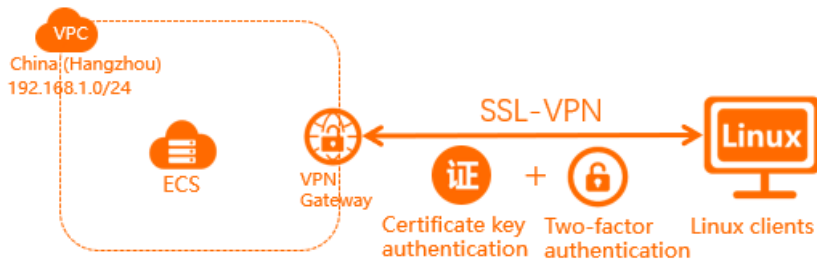 VPC
China (Hangzhou)
192.168.1.0/24
ECS
VPN
Gateway
SSL-VPN
证
+
Certificate key
authentication
Two-factor
authentication
Linux
Linux clients